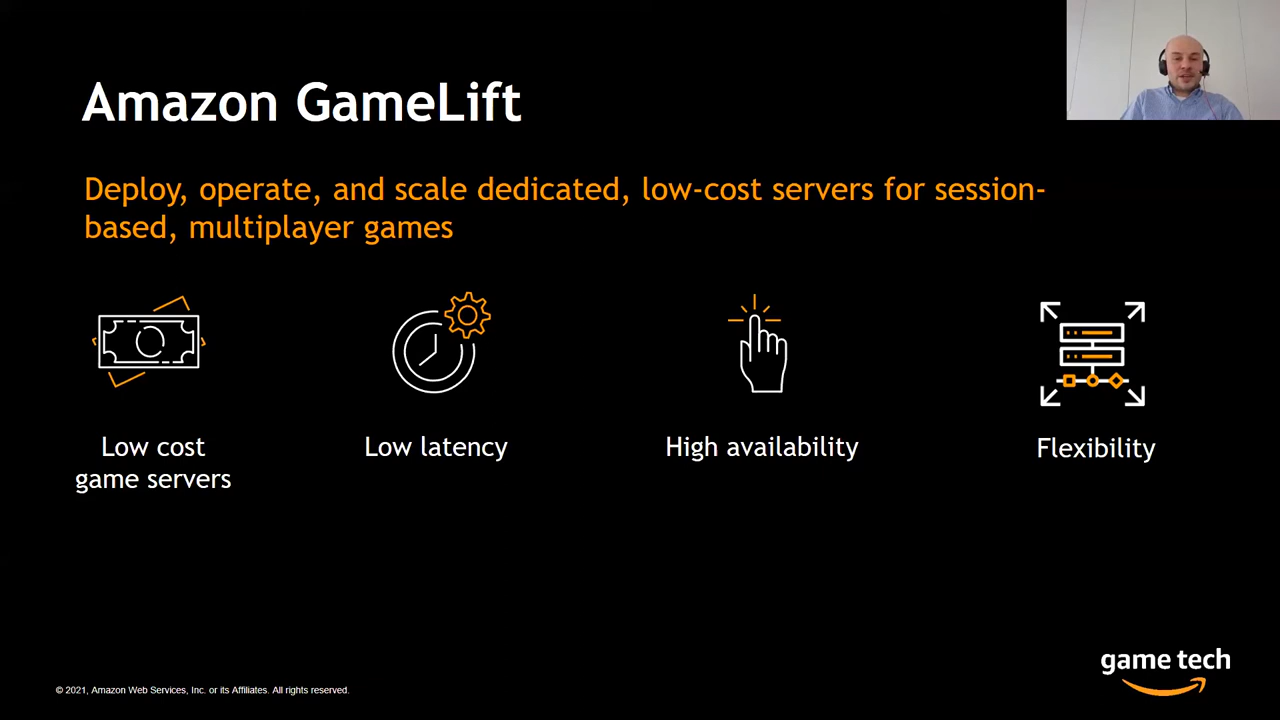 Amazon GameLift
Deploy, operate, and scale dedicated, low-cost servers for session-
based, multiplayer games
Low cost
game servers
Low latency
High availability
Flexibility
game tech
© 2021, Amazon Web Services, Inc. or its Affiliates. All rights reserved.